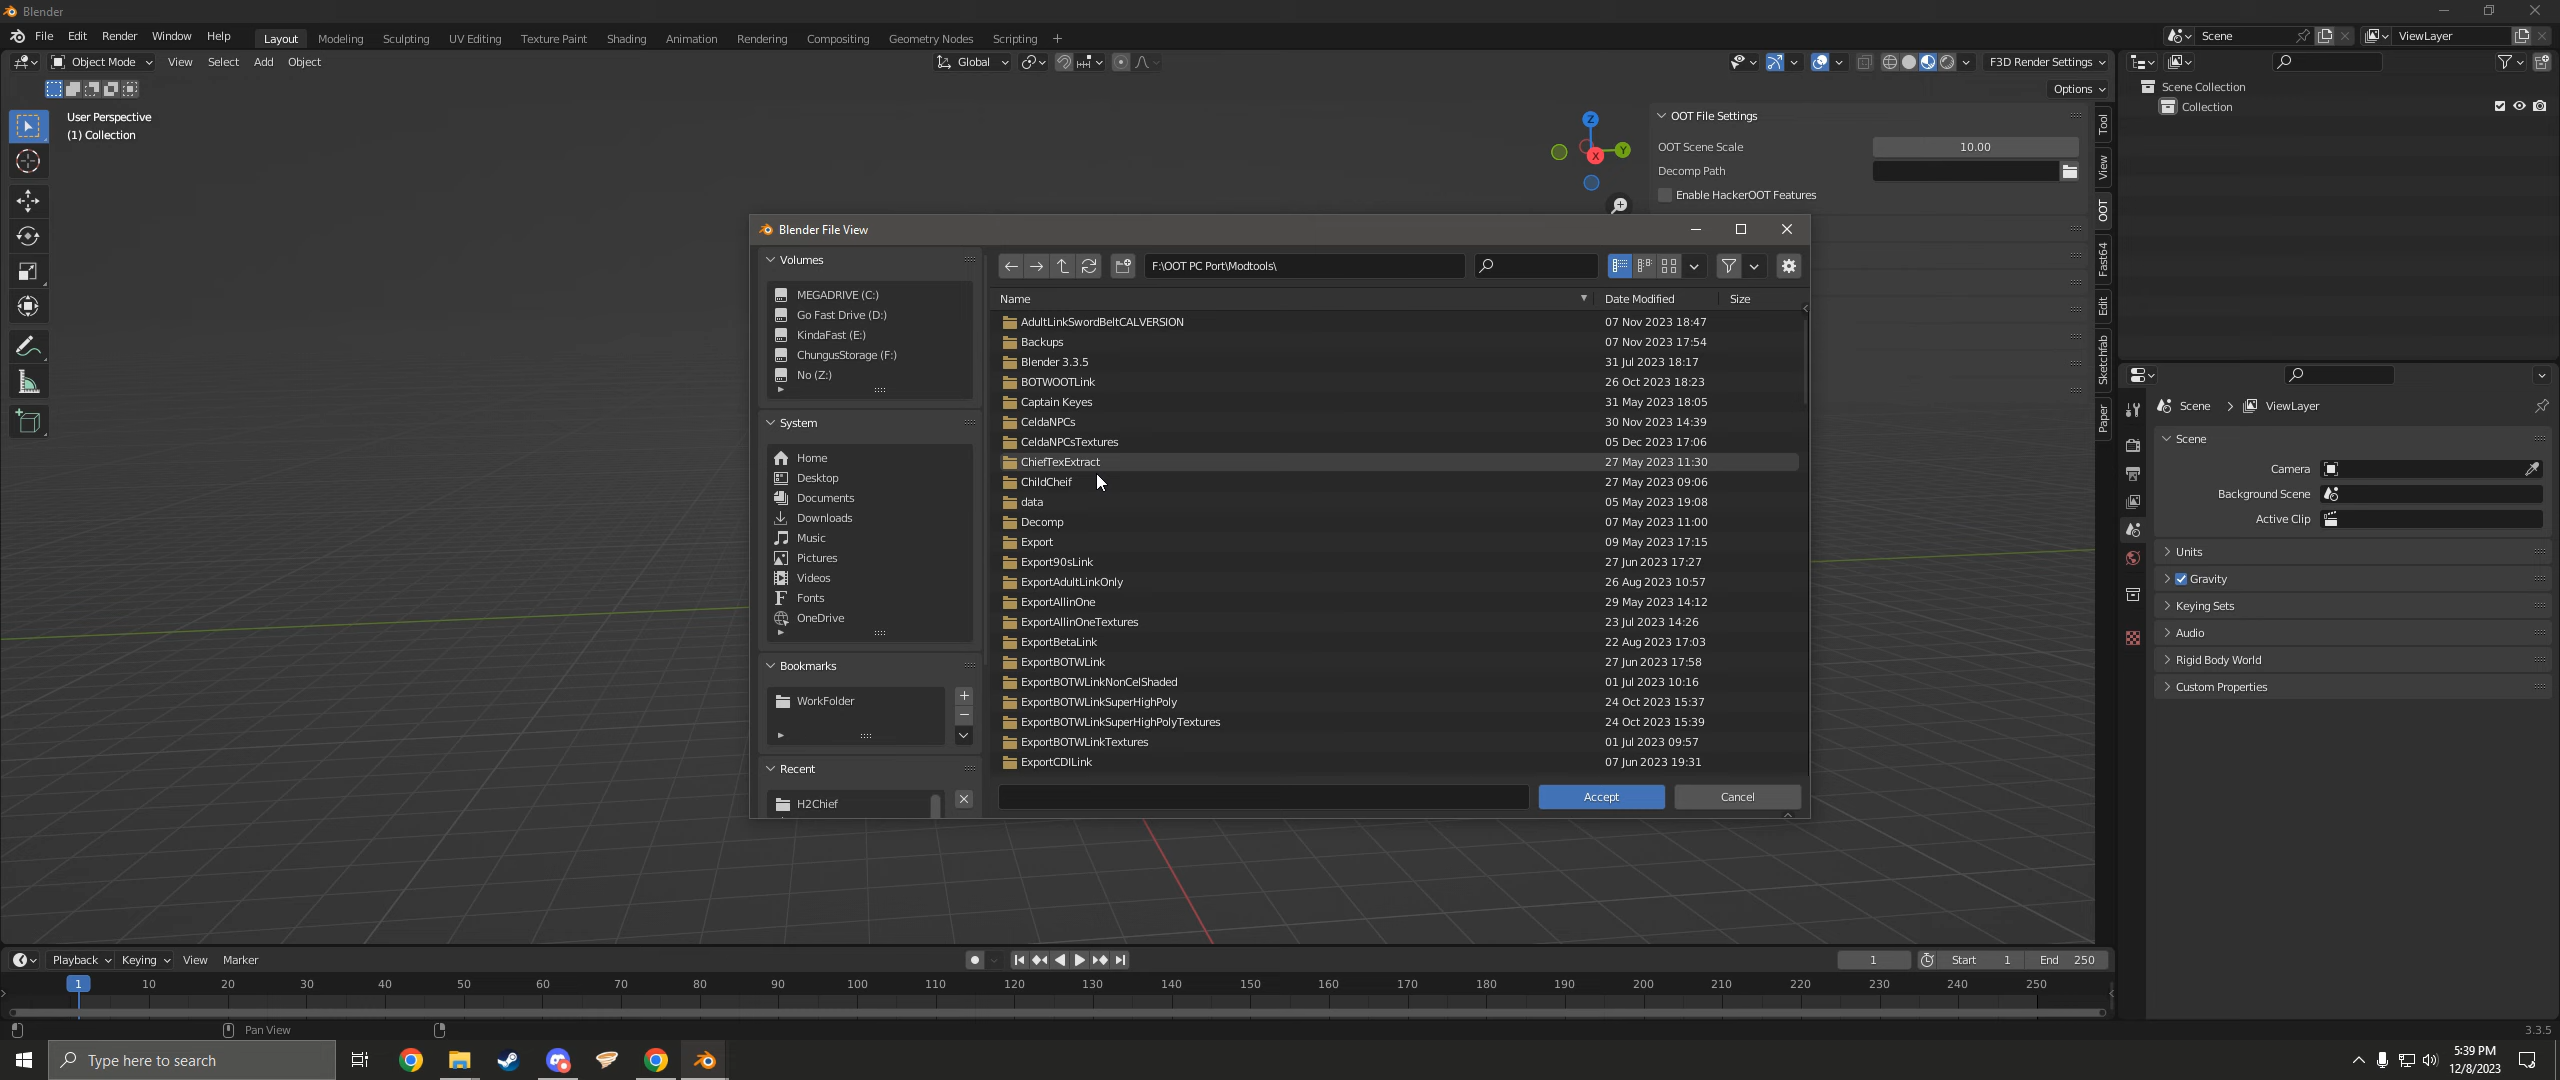 Blender
File Edit Render Window Help Layout Modeling Sculpting UV Editing Texture Paint Shading Animation Rendering Compositing Geometry Nodes Scripting +
Scene ViewLayer
Object Mode View Select Add Object Global F3D Render Settings
Options
User Perspective
(1) Collection
Z
Y
X
OOT File Settings
OOT Scene Scale 10.00
Decomp Path
Enable HackerOOT Features
Tool
View
OOT
Fast64
Edit
Sketchfab
Paper
Scene Collection
Collection
Blender File View
Volumes
MEGADRIVE (C:)
Go Fast Drive (D:)
KindaFast (E:)
ChungusStorage (F:)
No (Z:)
System
Home
Desktop
Documents
Downloads
Music
Pictures
Videos
Fonts
OneDrive
Bookmarks
WorkFolder
Recent
H2Chief
F:\OOT PC Port\Modtools\
Name Date Modified Size
AdultLinkSwordBeltCALVERSION 07 Nov 2023 18:47
Backups 07 Nov 2023 17:54
Blender 3.3.5 31 Jul 2023 18:17
BOTWOOTLink 26 Oct 2023 18:23
Captain Keyes 31 May 2023 18:05
CeldaNPCs 30 Nov 2023 14:39
CeldaNPCsTextures 05 Dec 2023 17:06
ChiefTexExtract 27 May 2023 11:30
ChildCheif 27 May 2023 09:06
data 05 May 2023 19:08
Decomp 07 May 2023 11:00
Export 09 May 2023 17:15
Export90sLink 27 Jun 2023 17:27
ExportAdultLinkOnly 26 Aug 2023 10:57
ExportAllinOne 29 May 2023 14:12
ExportAllinOneTextures 23 Jul 2023 14:26
ExportBetaLink 22 Aug 2023 17:03
ExportBOTWLink 27 Jun 2023 17:58
ExportBOTWLinkNonCelShaded 01 Jul 2023 10:16
ExportBOTWLinkSuperHighPoly 24 Oct 2023 15:37
ExportBOTWLinkSuperHighPolyTextures 24 Oct 2023 15:39
ExportBOTWLinkTextures 01 Jul 2023 09:57
ExportCDILink 07 Jun 2023 19:31
Accept Cancel
Scene > ViewLayer
Scene
Camera
Background Scene
Active Clip
Units
Gravity
Keying Sets
Audio
Rigid Body World
Custom Properties
Playback Keying View Marker 1 Start 1 End 250
1 10 20 30 40 50 60 70 80 90 100 110 120 130 140 150 160 170 180 190 200 210 220 230 240 250
Pan View 3.3.5
Type here to search
5:39 PM
12/8/2023